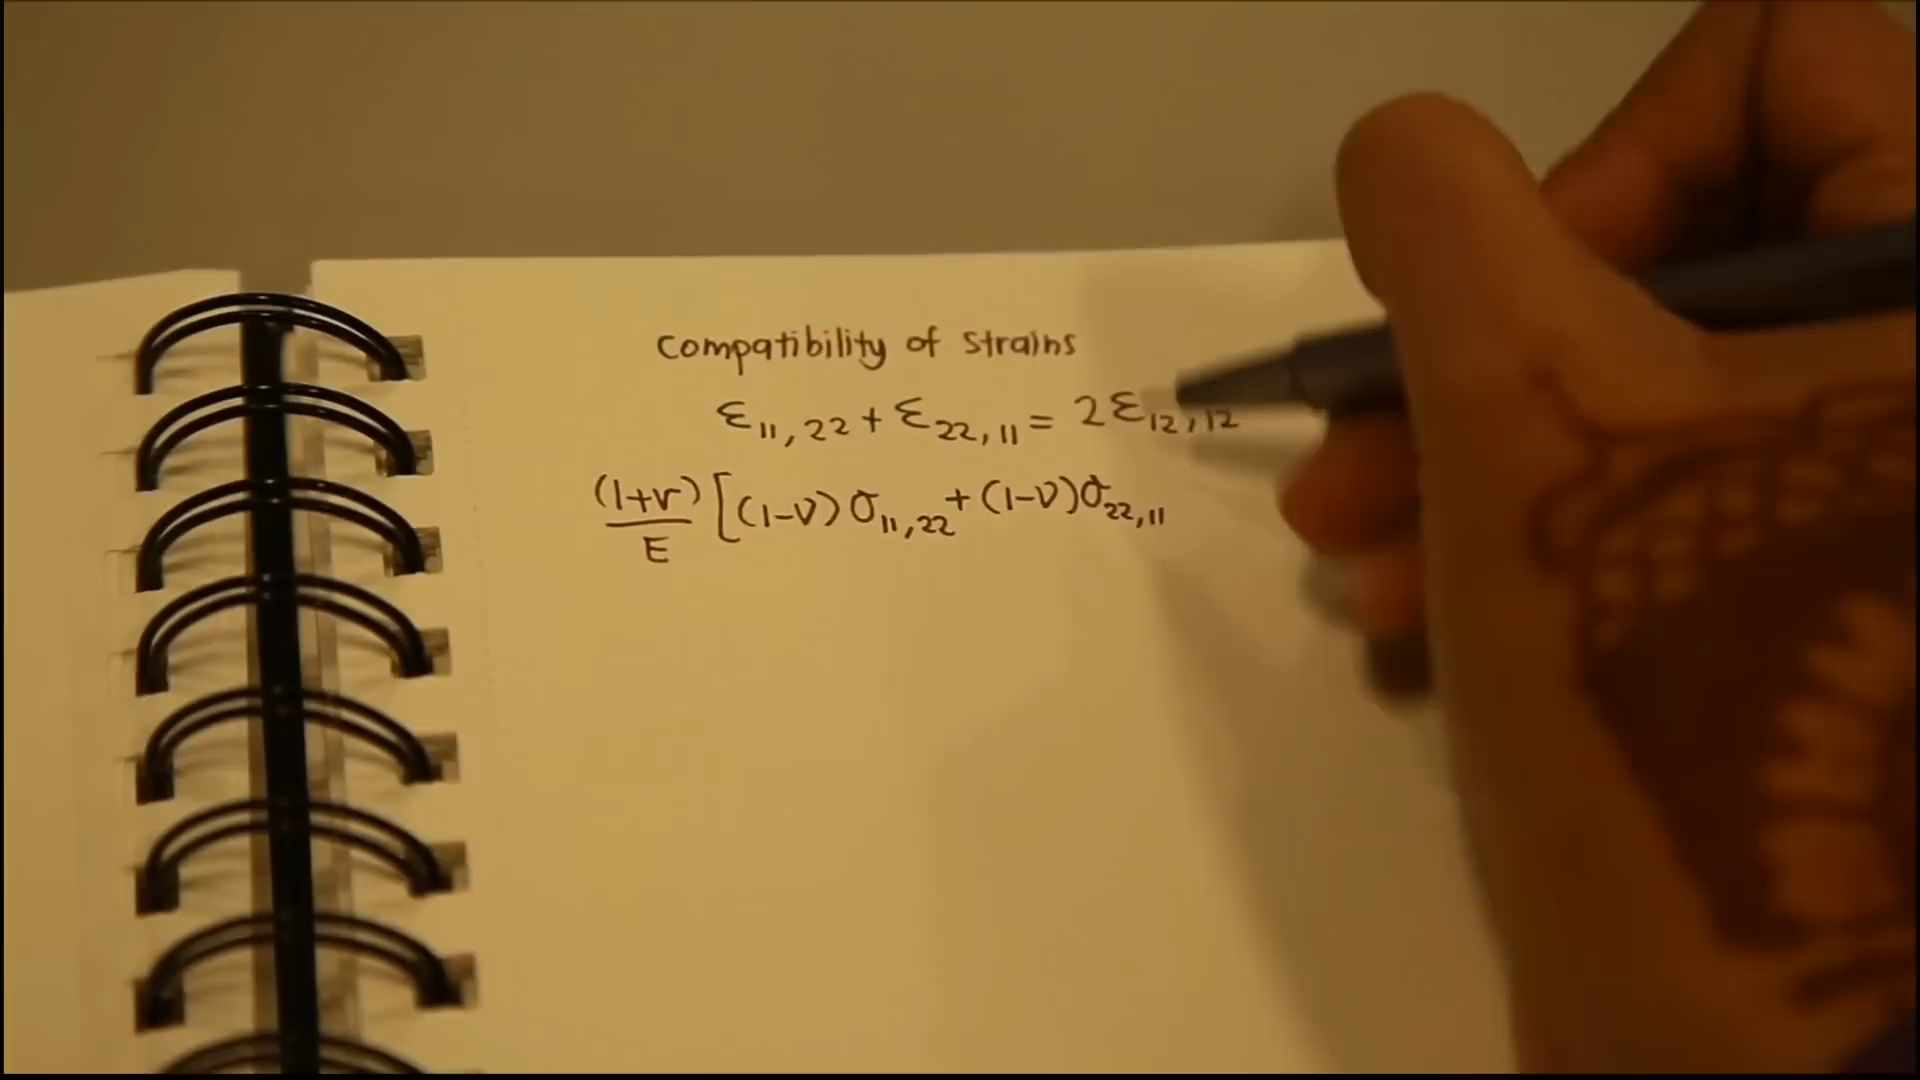 Compatibility of strains
ε₁₁,₂₂ + ε₂₂,₁₁ = 2ε₁₂,₁₂
(1+ν)/E [(1-ν)σ₁₁,₂₂ + (1-ν)σ₂₂,₁₁